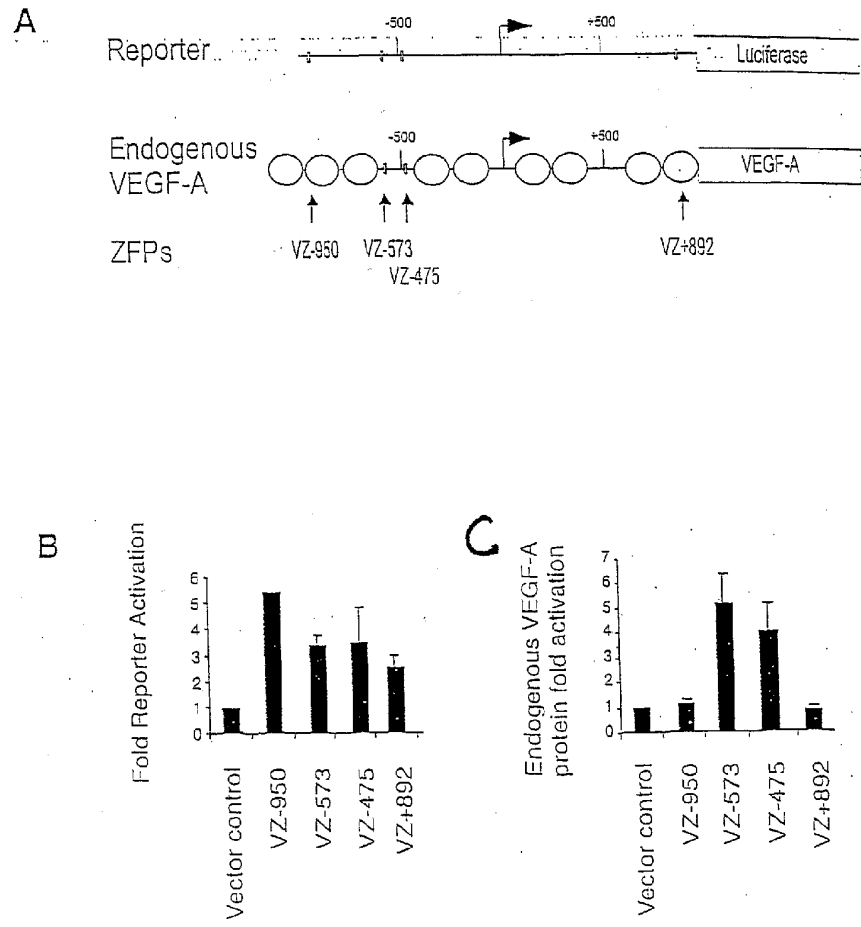 A
-500
+500
Reporter
Luciferase
Endogenous
VEGF-A
-500
+500
VEGF-A
ZFPs
VZ-950
VZ-573
VZ-475
VZ+892
B
Fold Reporter Activation
6
5
4
3
2
1
0
Vector control
VZ-950
VZ-573
VZ-475
VZ+892
C
Endogenous VEGF-A
protein fold activation
7
6
5
4
3
2
1
0
Vector control
VZ-950
VZ-573
VZ-475
VZ+892